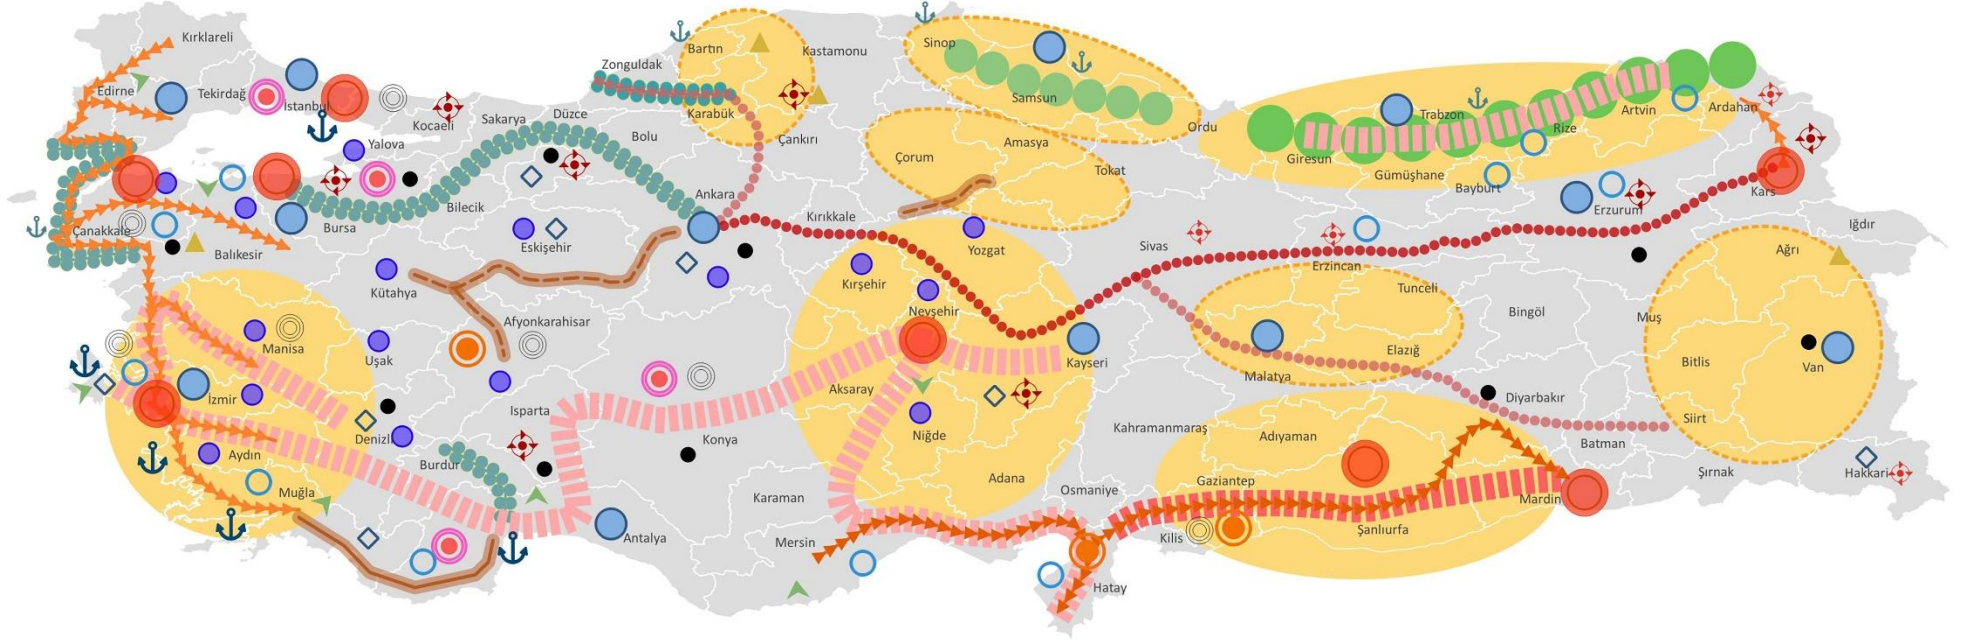 Kırklareli
Edirne
Tekirdağ
İstanbul
Kocaeli
Yalova
Sakarya
Düzce
Zonguldak
Bartın
Karabük
Kastamonu
Çankırı
Bolu
Sinop
Samsun
Ordu
Çorum
Amasya
Tokat
Giresun
Trabzon
Gümüşhane
Rize
Bayburt
Artvin
Ardahan
Kars
Erzurum
Iğdır
Ağrı
Çanakkale
Balıkesir
Bursa
Bilecik
Eskişehir
Ankara
Kırıkkale
Yozgat
Kırşehir
Nevşehir
Sivas
Erzincan
Tunceli
Bingöl
Muş
Bitlis
Van
Kütahya
Afyonkarahisar
Manisa
Uşak
İzmir
Aydın
Denizli
Muğla
Isparta
Burdur
Antalya
Konya
Aksaray
Kayseri
Niğde
Karaman
Mersin
Adana
Osmaniye
Hatay
Malatya
Elazığ
Kahramanmaraş
Adıyaman
Gaziantep
Kilis
Şanlıurfa
Diyarbakır
Mardin
Batman
Siirt
Şırnak
Hakkari